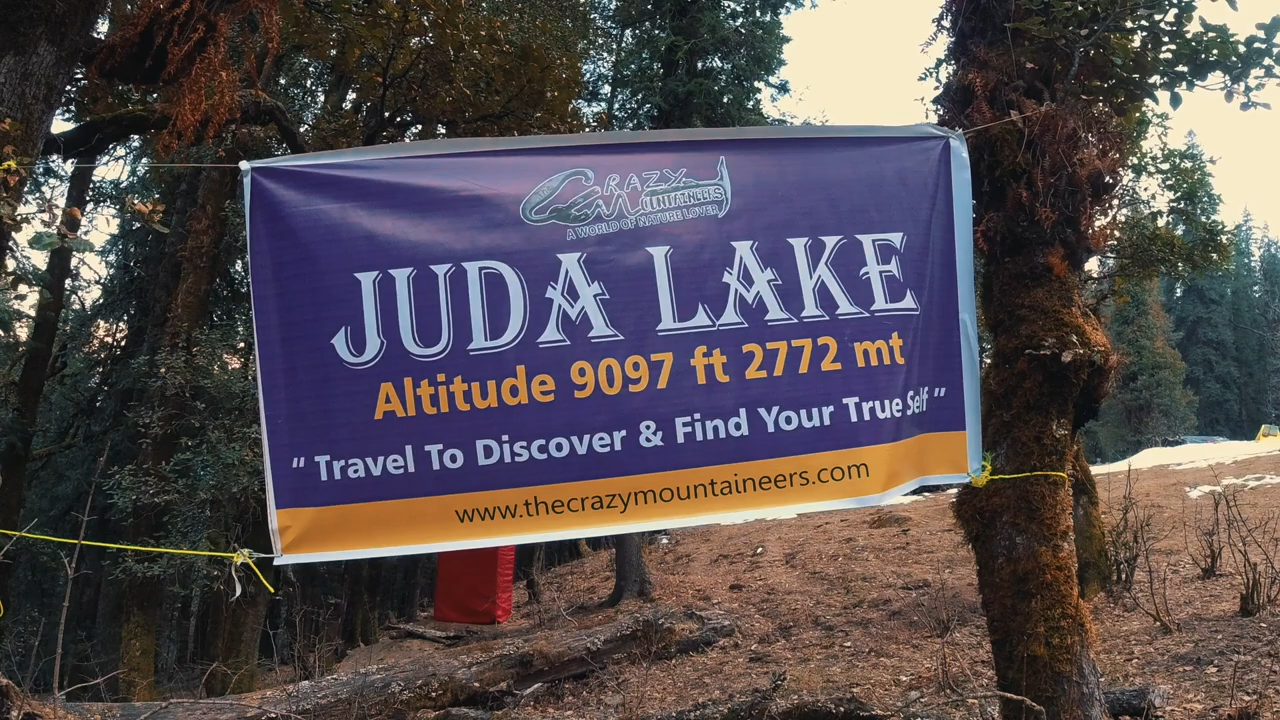 CRAZY
MOUNTAINEERS
A WORLD OF NATURE LOVER
JUDA LAKE
Altitude 9097 ft 2772 mt
“ Travel To Discover & Find Your True Self ”
www.thecrazymountaineers.com